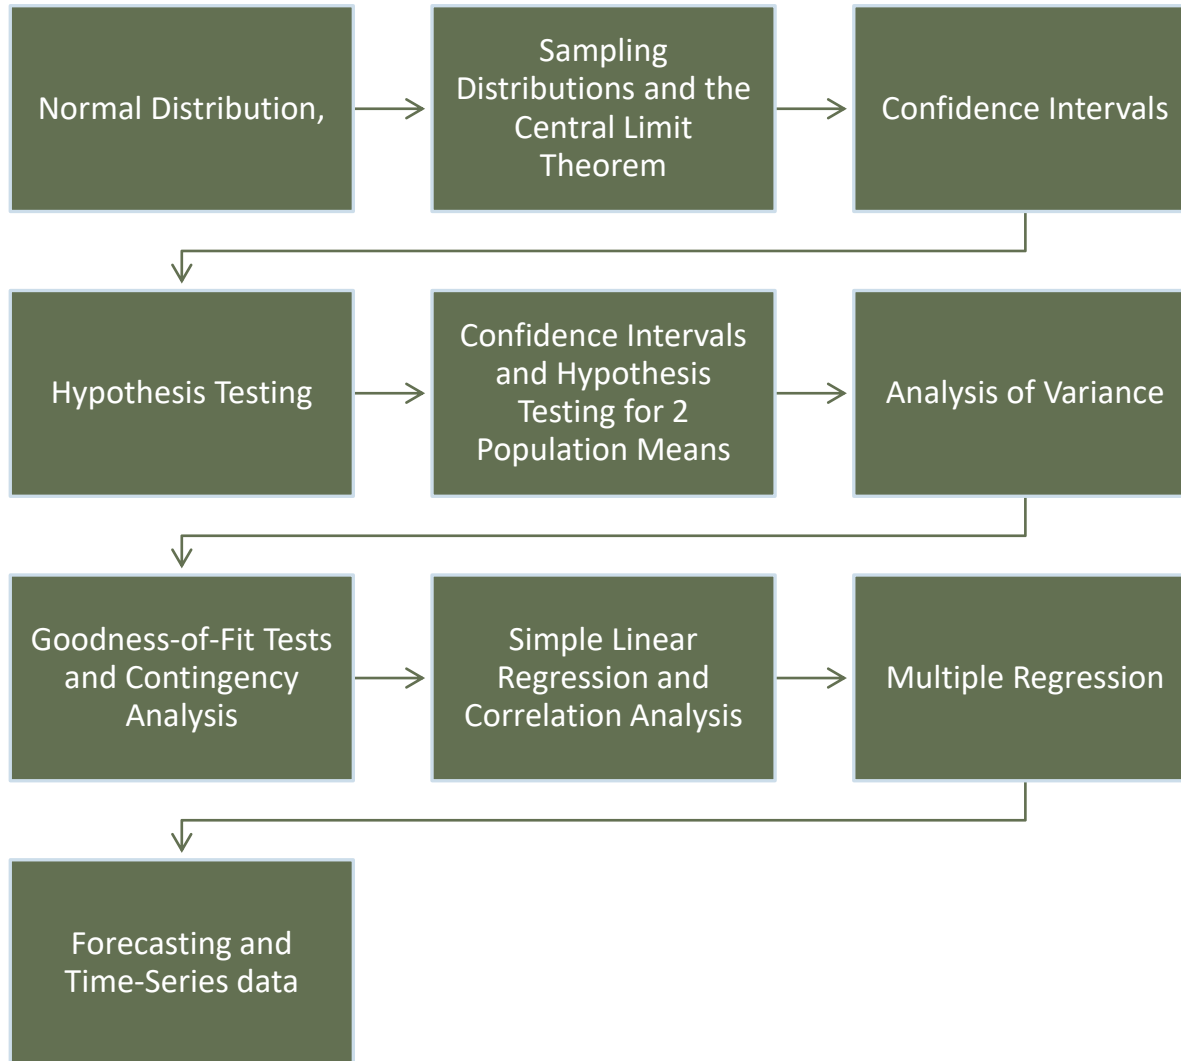 Normal Distribution,
Sampling
Distributions and the
Central Limit
Theorem
Confidence Intervals
Hypothesis Testing
Confidence Intervals
and Hypothesis
Testing for 2
Population Means
Analysis of Variance
Goodness-of-Fit Tests
and Contingency
Analysis
Simple Linear
Regression and
Correlation Analysis
Multiple Regression
Forecasting and
Time-Series data